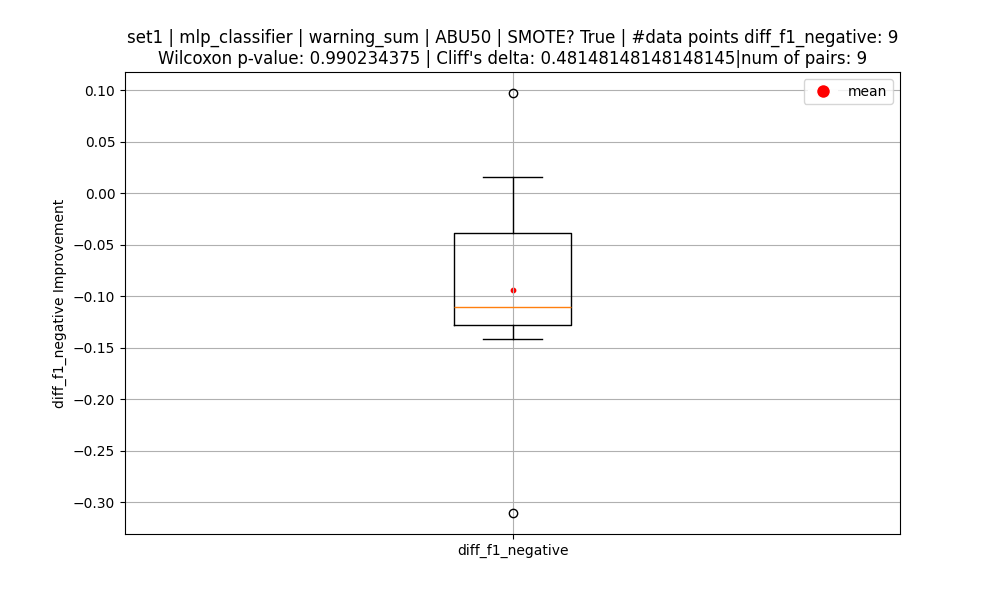 set1 | mlp_classifier | warning_sum | ABU50 | SMOTE? True | #data points diff_f1_negative: 9
Wilcoxon p-value: 0.990234375 | Cliff's delta: 0.48148148148148145|num of pairs: 9
mean
0.10
0.05
0.00
−0.05
−0.10
−0.15
−0.20
−0.25
−0.30
diff_f1_negative Improvement
diff_f1_negative